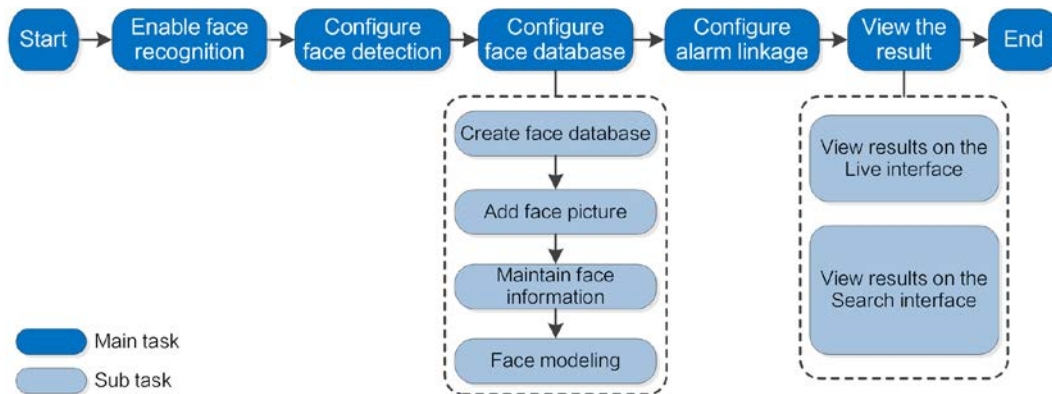 Start
Enable face
recognition
Configure
face detection
Configure
face database
Configure
alarm linkage
View the
result
End
Create face database
Add face picture
Maintain face
information
Face modeling
View results on the
Live interface
View results on the
Search interface
Main task
Sub task